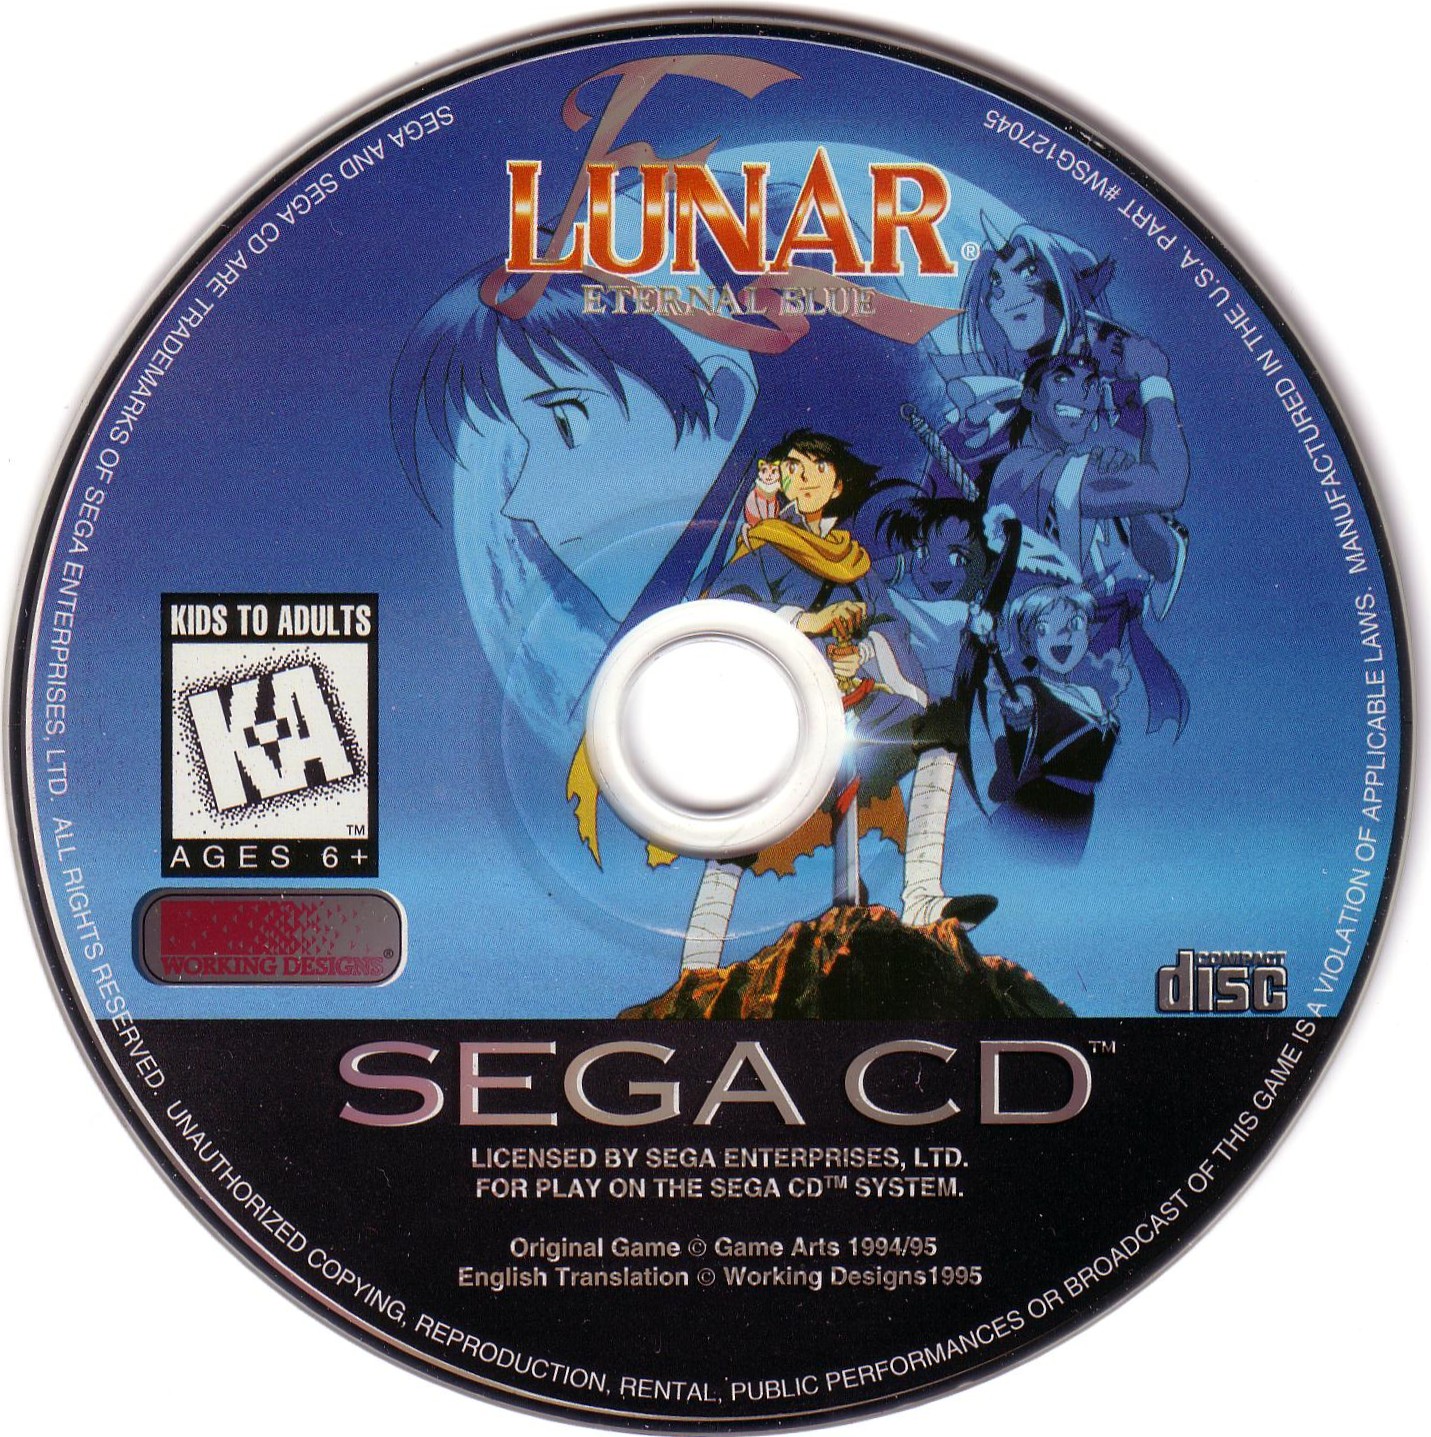 LUNAR®
ETERNAL BLUE
KIDS TO ADULTS
K-A
TM
AGES 6+
WORKING DESIGNS®
COMPACT
disc
SEGA CD™
LICENSED BY SEGA ENTERPRISES, LTD.
FOR PLAY ON THE SEGA CD™ SYSTEM.
Original Game © Game Arts 1994/95
English Translation © Working Designs1995
SEGA AND SEGA CD ARE TRADEMARKS OF SEGA ENTERPRISES, LTD. ALL RIGHTS RESERVED. UNAUTHORIZED COPYING, REPRODUCTION, RENTAL, PUBLIC PERFORMANCES OR BROADCAST OF THIS GAME IS A VIOLATION OF APPLICABLE LAWS. MANUFACTURED IN THE U.S.A. PART #WSG127045